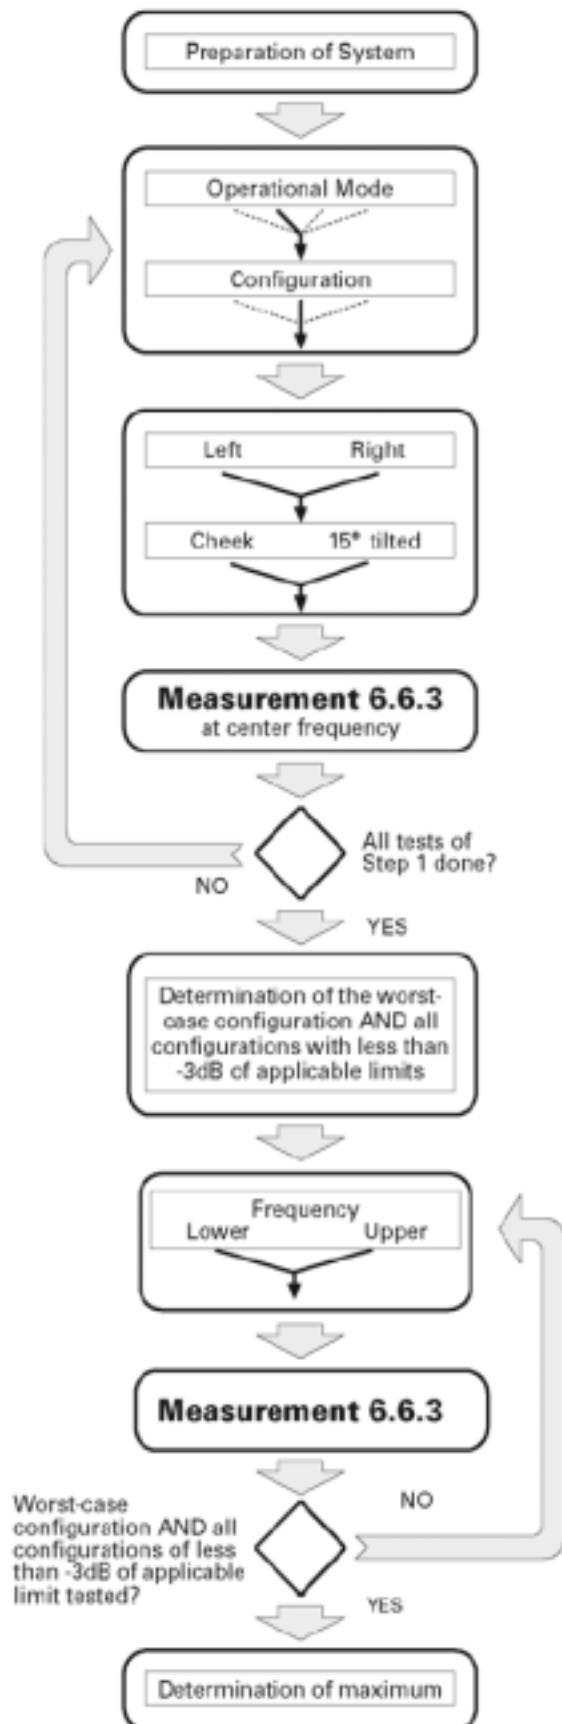 Preparation of System
Operational Mode
Configuration
Left Right
Cheek 15° tilted
Measurement 6.6.3
at center frequency
All tests of
Step 1 done?
NO
YES
Determination of the worst-
case configuration AND all
configurations with less than
-3dB of applicable limits
Frequency
Lower Upper
Measurement 6.6.3
Worst-case
configuration AND all
configurations of less
than -3dB of applicable
limit tested?
NO
YES
Determination of maximum